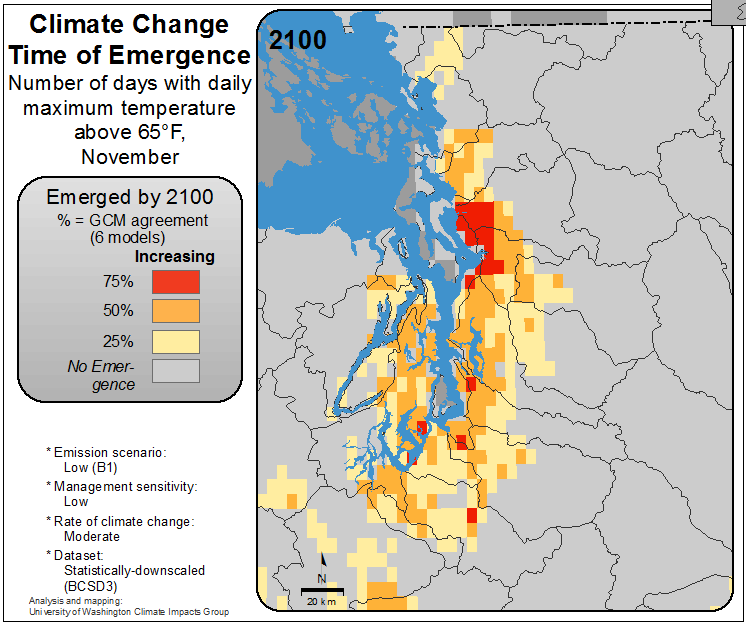 Climate Change
Time of Emergence
Number of days with daily
maximum temperature
above 65°F,
November
Emerged by 2100
% = GCM agreement
(6 models)
Increasing
75%
50%
25%
No Emer-
gence
* Emission scenario:
Low (B1)
* Management sensitivity:
Low
* Rate of climate change:
Moderate
* Dataset:
Statistically-downscaled
(BCSD3)
Analysis and mapping:
University of Washington Climate Impacts Group
2100
N
20 km